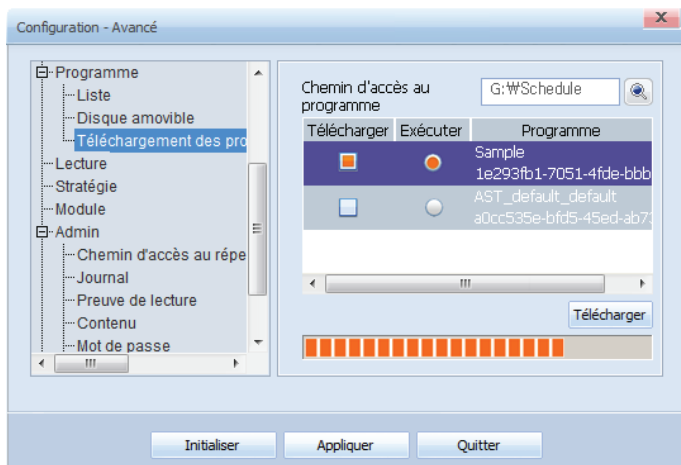 Configuration - Avancé
x
Programme
Liste
Disque amovible
Téléchargement des pro
Lecture
Stratégie
Module
Admin
Chemin d'accès au répe
Journal
Preuve de lecture
Contenu
Mot de passe
Chemin d'accès au
programme
G:₩Schedule
Télécharger Exécuter Programme
Sample
1e293fb1-7051-4fde-bbb
AST_default_default
a0cc535e-bfd5-45ed-ab7
Télécharger
Initialiser Appliquer Quitter